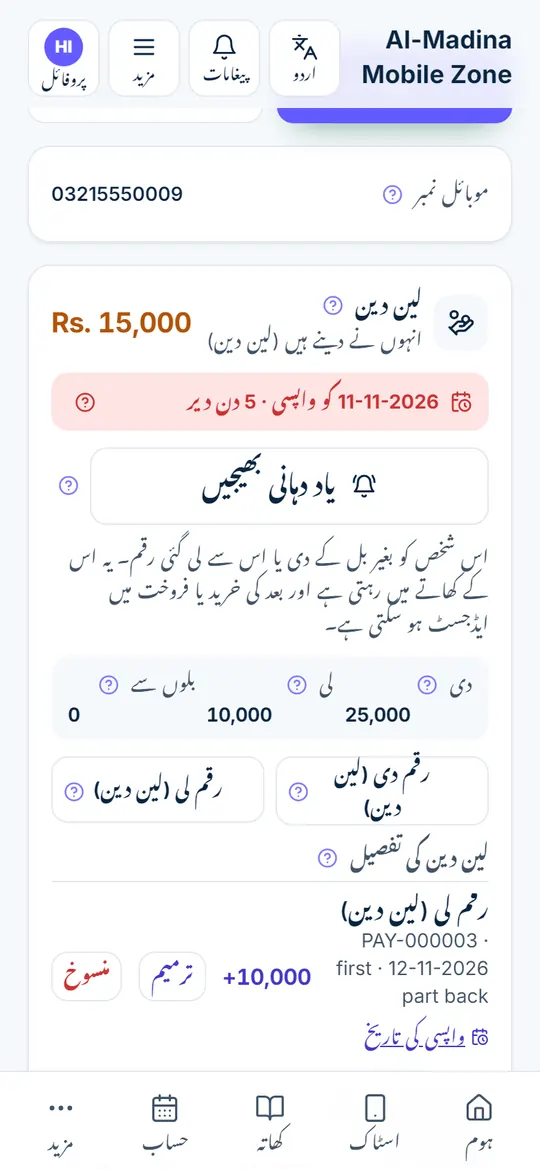 Al-Madina
Mobile Zone
اردو
پیغامات
مزید
HI
پروفائل
موبائل نمبر
03215550009
لین دین
انہوں نے دینے ہیں (لین دین)
Rs. 15,000
11-11-2026 کو واپسی · 5 دن دیر
یاد دہانی بھیجیں
اس شخص کو بغیر بل کے دی یا اس سے لی گئی رقم۔ یہ اس
کے کھاتے میں رہتی ہے اور بعد کی خرید یا فروخت میں
ایڈجسٹ ہو سکتی ہے۔
دی
25,000
لی
10,000
بلوں سے
0
رقم دی (لین
دین)
رقم لی (لین دین)
لین دین کی تفصیل
رقم لی (لین دین)
PAY-000003 ·
first · 12-11-2026
part back
واپسی کی تاریخ
+10,000
ترمیم
منسوخ
ہوم
اسٹاک
کھاتہ
حساب
مزید